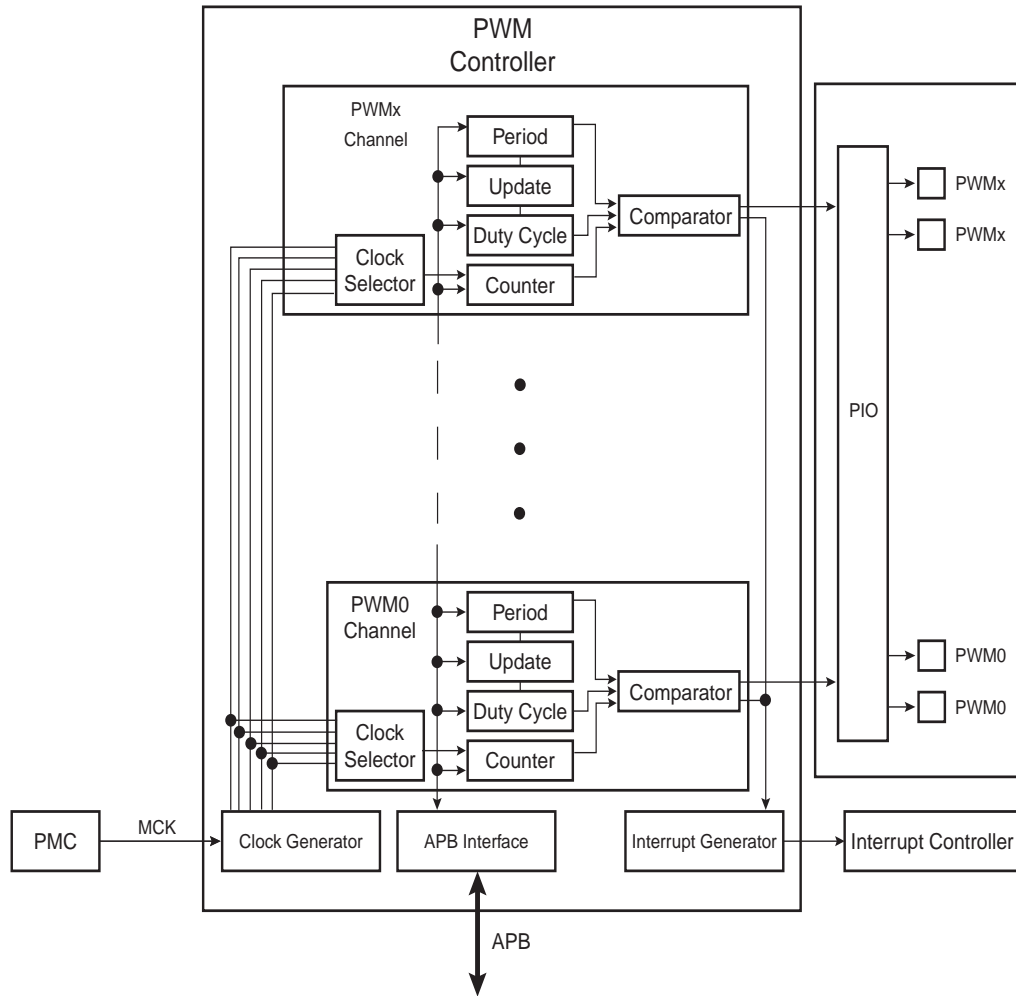 PWM
Controller
PWMx
Channel
Period
Update
Duty Cycle
Counter
Clock
Selector
Comparator
PIO
PWMx
PWMx
PWM0
Channel
Period
Update
Duty Cycle
Counter
Clock
Selector
Comparator
PWM0
PWM0
PMC
MCK
Clock Generator
APB Interface
Interrupt Generator
Interrupt Controller
APB